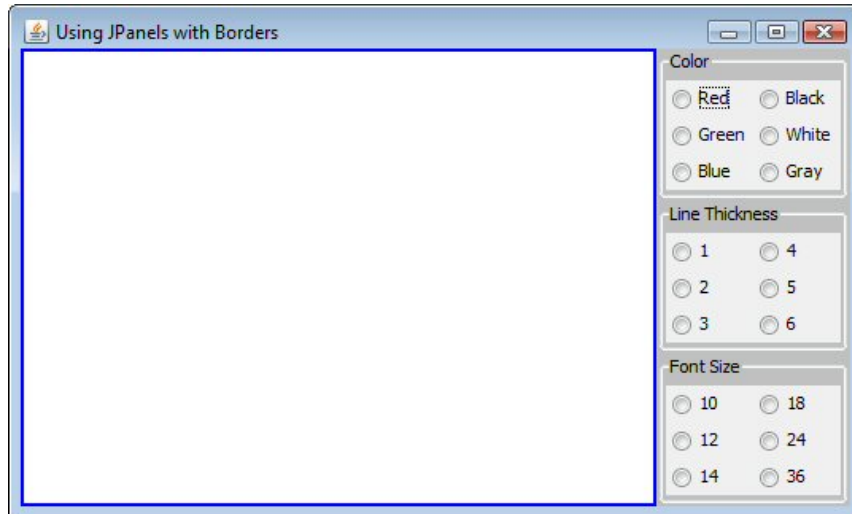 Using JPanels with Borders
Color
Red Black
Green White
Blue Gray
Line Thickness
1 4
2 5
3 6
Font Size
10 18
12 24
14 36